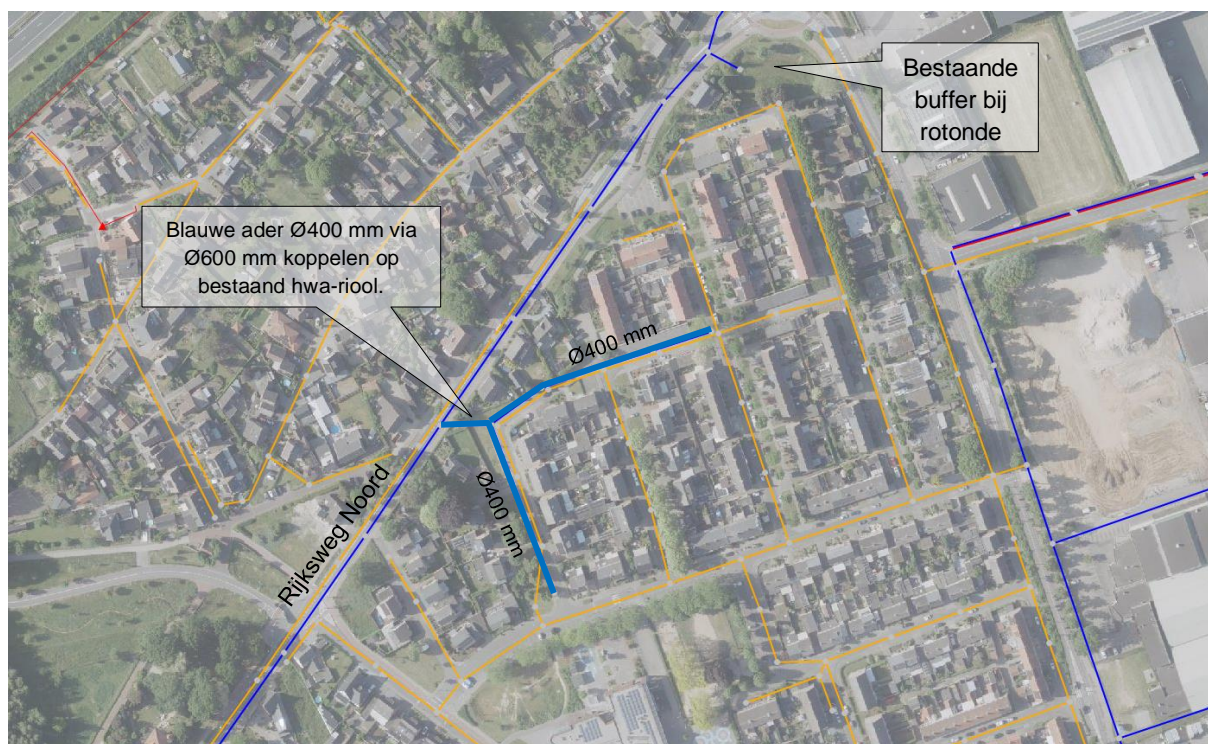 Bestaande
buffer bij
rotonde
Blauwe ader Ø400 mm via
Ø600 mm koppelen op
bestaand hwa-riool.
Ø400 mm
Ø400 mm
Rijksweg Noord